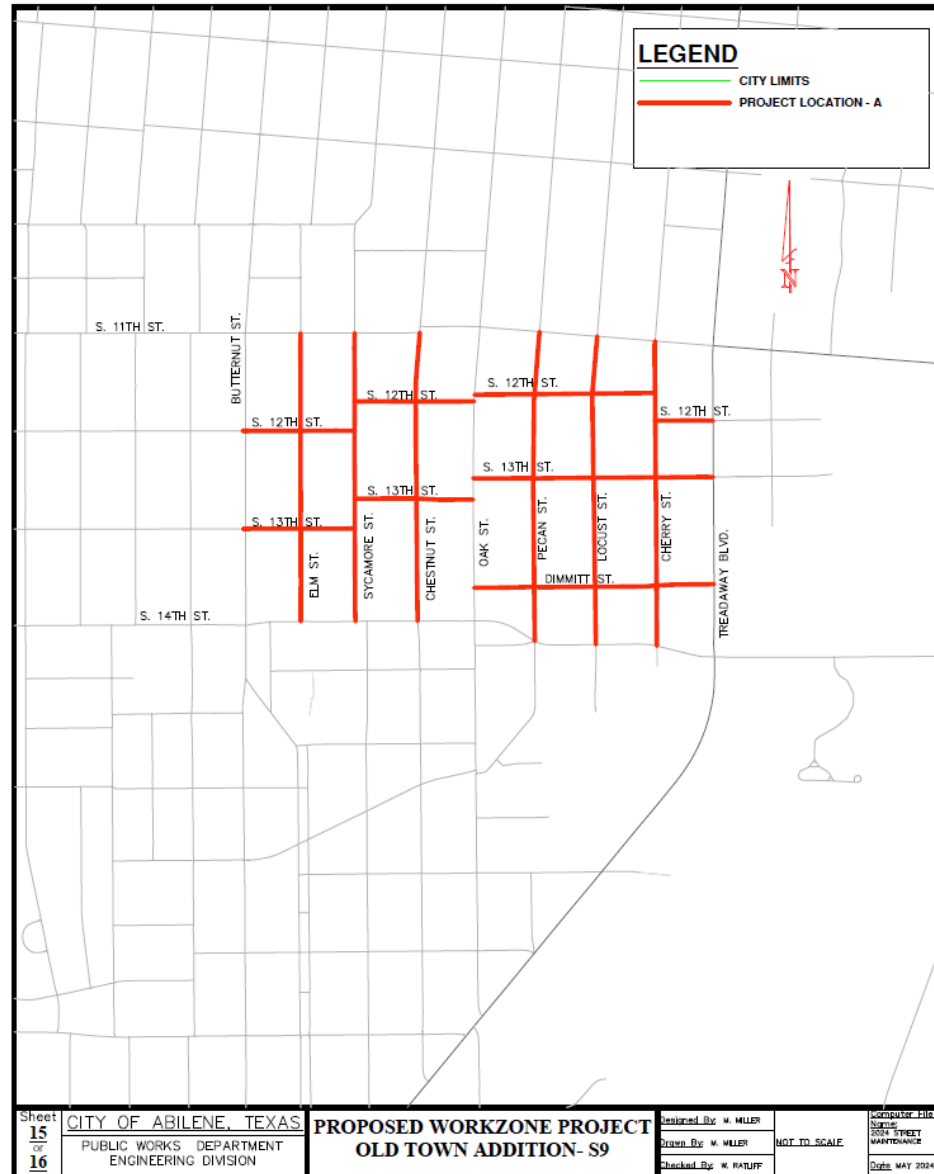 LEGEND
CITY LIMITS
PROJECT LOCATION - A
N
S. 11TH ST.
BUTTERNUT ST.
S. 12TH ST.
S. 12TH ST.
S. 12TH ST.
S. 12TH ST.
S. 13TH ST.
S. 13TH ST.
S. 13TH ST.
ELM ST.
SYCAMORE ST.
CHESTNUT ST.
OAK ST.
PECAN ST.
LOCUST ST.
CHERRY ST.
TREADAWAY BLVD.
DIMMITT ST.
S. 14TH ST.
Sheet
15
of
16
CITY OF ABILENE, TEXAS
PUBLIC WORKS DEPARTMENT
ENGINEERING DIVISION
PROPOSED WORKZONE PROJECT
OLD TOWN ADDITION- S9
Designed By: M. MILLER
Drawn By: M. MILLER
Checked By: W. RATLIFF
NOT TO SCALE
Computer File
Name:
2024 STREET
MAINTENANCE
Date: MAY 2024